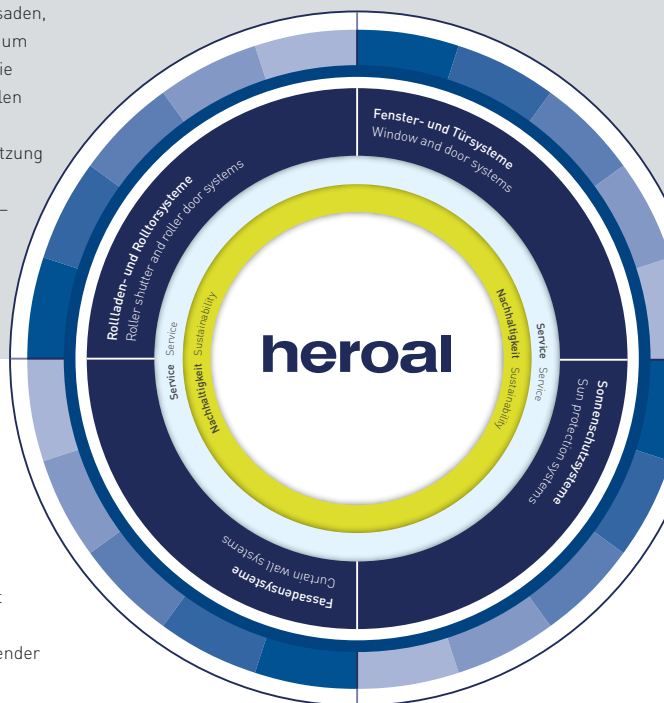 saden,
um
ie
len
tzung
–
t
ender
Fenster- und Türsysteme
Window and door systems
Rollladen- und Rolltorsysteme
Roller shutter and roller door systems
Service Service
Nachhaltigkeit Sustainability
heroal
Nachhaltigkeit Sustainability
Service Service
Sonnenschutzsysteme
Sun protection systems
Fassadensysteme
Curtain wall systems